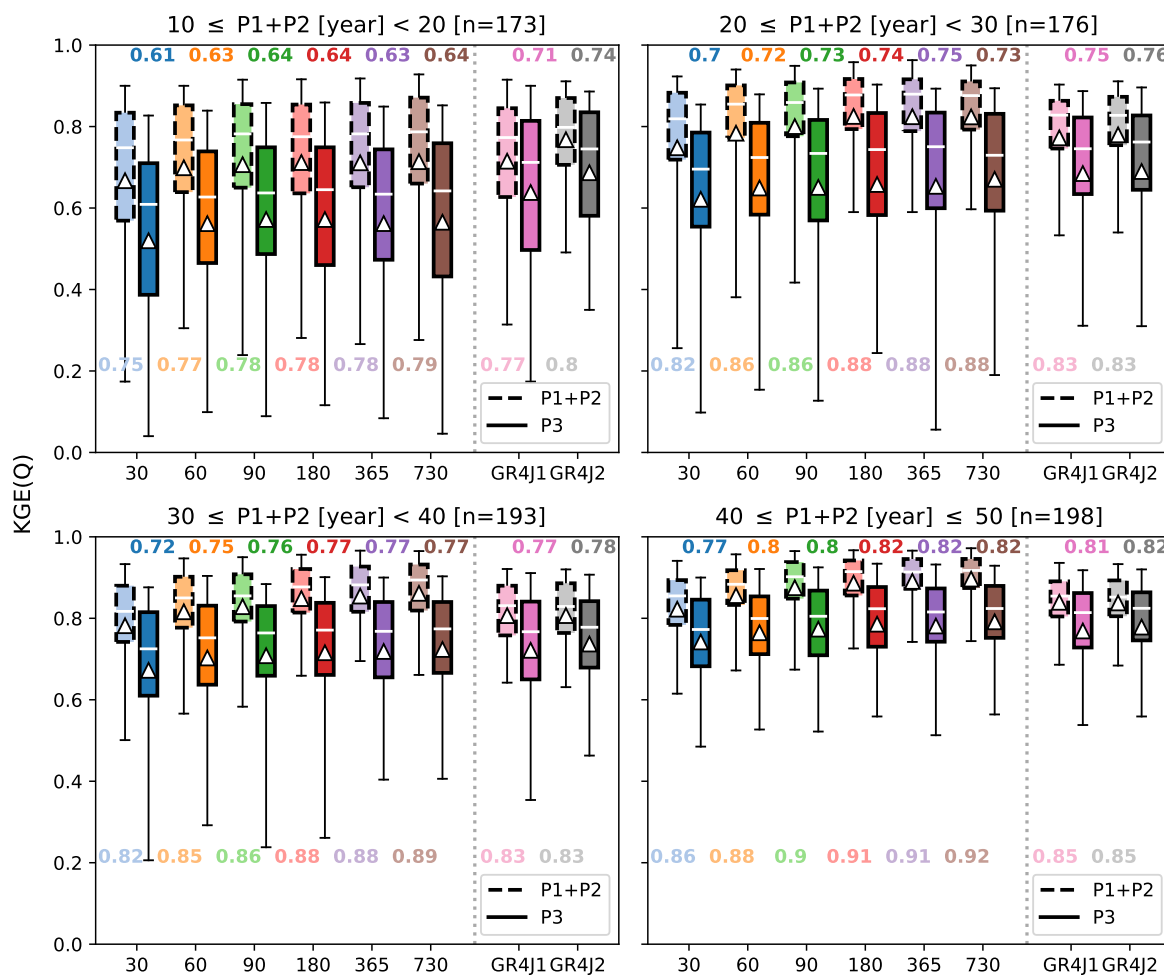 10 ≤ P1+P2 [year] < 20 [n=173]
20 ≤ P1+P2 [year] < 30 [n=176]
1.0 0.61 0.63 0.64 0.64 0.63 0.64 0.71 0.74
0.7 0.72 0.73 0.74 0.75 0.73 0.75 0.76
0.8
0.6
0.4
0.75 0.77 0.78 0.78 0.78 0.79 0.77 0.8
0.82 0.86 0.86 0.88 0.88 0.88 0.83 0.83
0.2
P1+P2
P3
P1+P2
P3
0.0
30 60 90 180 365 730 GR4J1 GR4J2
30 60 90 180 365 730 GR4J1 GR4J2
KGE(Q)
30 ≤ P1+P2 [year] < 40 [n=193]
40 ≤ P1+P2 [year] ≤ 50 [n=198]
1.0 0.72 0.75 0.76 0.77 0.77 0.77 0.77 0.78
0.77 0.8 0.8 0.82 0.82 0.82 0.81 0.82
0.8
0.6
0.4
0.2
0.82 0.85 0.86 0.88 0.88 0.89 0.83 0.83
0.86 0.88 0.9 0.91 0.91 0.92 0.85 0.85
P1+P2
P3
P1+P2
P3
0.0
30 60 90 180 365 730 GR4J1 GR4J2
30 60 90 180 365 730 GR4J1 GR4J2